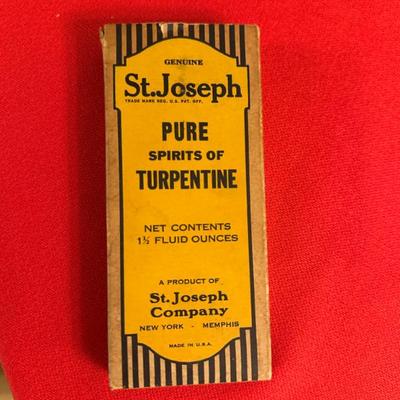 GENUINE
St. Joseph
TRADE MARK REG. U.S. PAT. OFF.
PURE
SPIRITS OF
TURPENTINE
NET CONTENTS
1½ FLUID OUNCES
A PRODUCT OF
St. Joseph
Company
NEW YORK - MEMPHIS
MADE IN U.S.A.